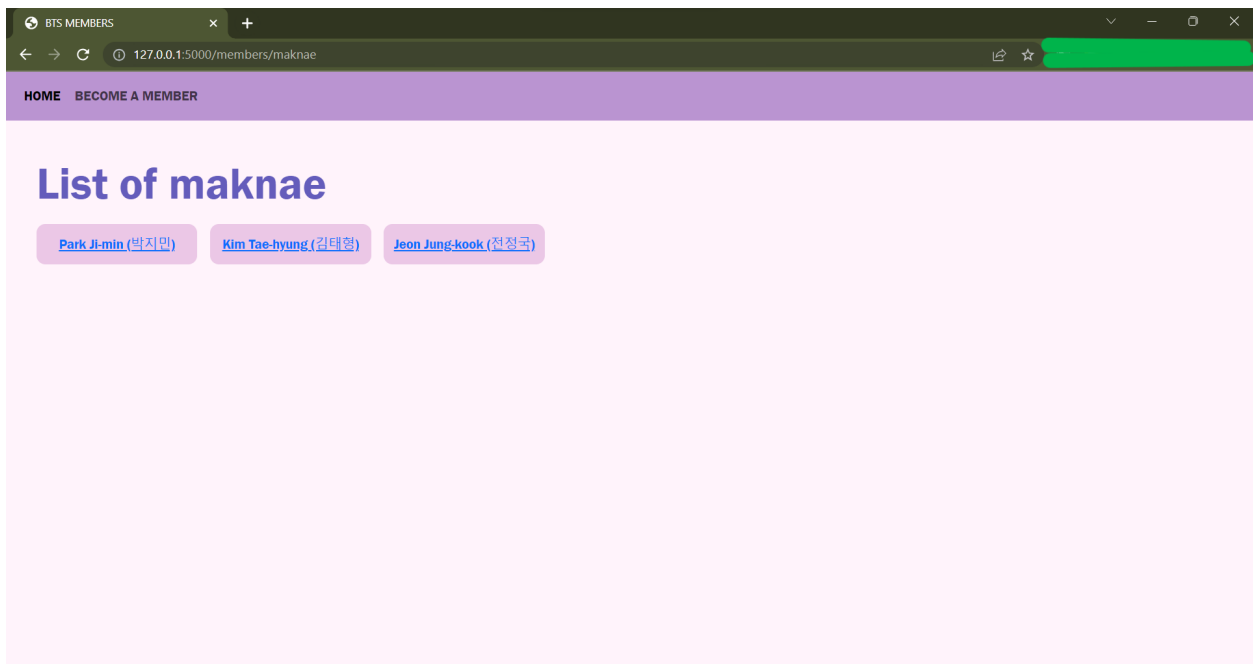 BTS MEMBERS
127.0.0.1:5000/members/maknae
HOME BECOME A MEMBER
List of maknae
Park Ji-min (박지민) Kim Tae-hyung (김태형) Jeon Jung-kook (전정국)